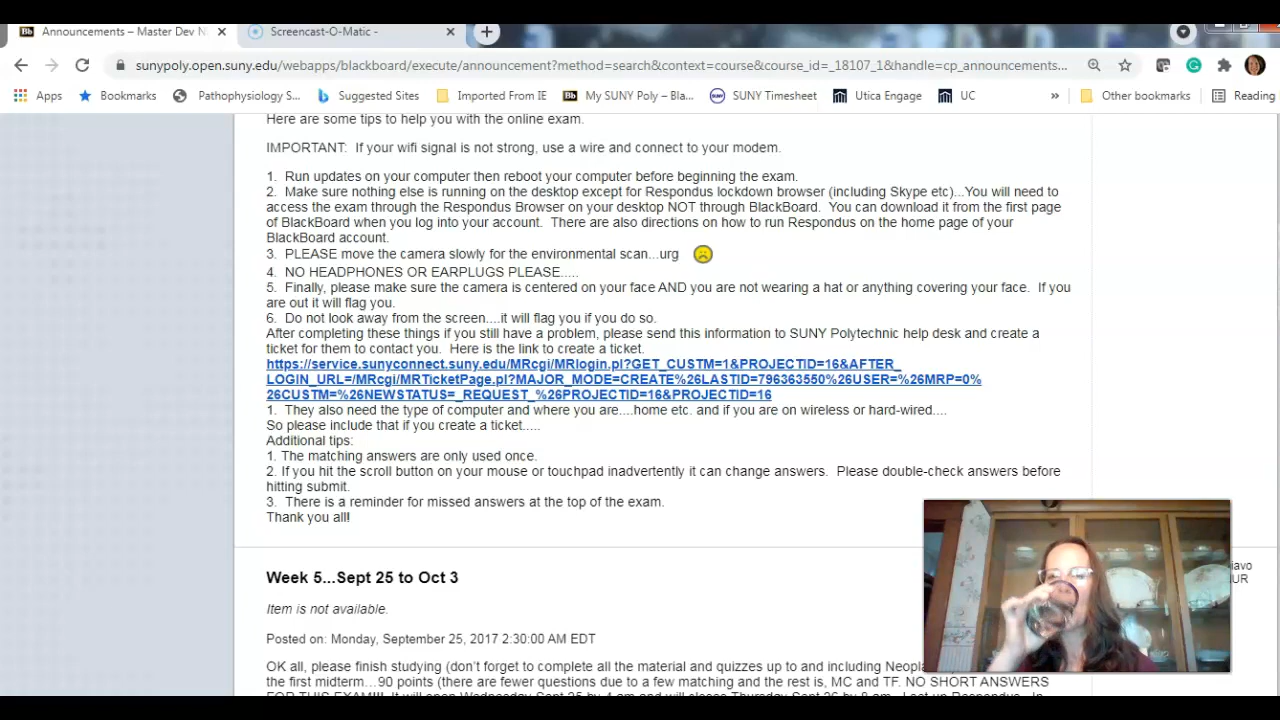 Bb Announcements – Master Dev N
Screencast-O-Matic -
sunypoly.open.suny.edu/webapps/blackboard/execute/announcement?method=search&context=course&course_id=_18107_1&handle=cp_announcements...
Apps Bookmarks Pathophysiology S... Suggested Sites Imported From IE Bb My SUNY Poly – Bla... SUNY Timesheet Utica Engage UC » Other bookmarks Reading
Here are some tips to help you with the online exam.
IMPORTANT: If your wifi signal is not strong, use a wire and connect to your modem.
1. Run updates on your computer then reboot your computer before beginning the exam.
2. Make sure nothing else is running on the desktop except for Respondus lockdown browser (including Skype etc)...You will need to
access the exam through the Respondus Browser on your desktop NOT through BlackBoard. You can download it from the first page
of BlackBoard when you log into your account. There are also directions on how to run Respondus on the home page of your
BlackBoard account.
3. PLEASE move the camera slowly for the environmental scan...urg
4. NO HEADPHONES OR EARPLUGS PLEASE.....
5. Finally, please make sure the camera is centered on your face AND you are not wearing a hat or anything covering your face. If you
are out it will flag you.
6. Do not look away from the screen....it will flag you if you do so.
After completing these things if you still have a problem, please send this information to SUNY Polytechnic help desk and create a
ticket for them to contact you. Here is the link to create a ticket.
https://service.sunyconnect.suny.edu/MRcgi/MRlogin.pl?GET_CUSTM=1&PROJECTID=16&AFTER_
LOGIN_URL=/MRcgi/MRTicketPage.pl?MAJOR_MODE=CREATE%26LASTID=796363550%26USER=%26MRP=0%
26CUSTM=%26NEWSTATUS=_REQUEST_%26PROJECTID=16&PROJECTID=16
1. They also need the type of computer and where you are....home etc. and if you are on wireless or hard-wired....
So please include that if you create a ticket.....
Additional tips:
1. The matching answers are only used once.
2. If you hit the scroll button on your mouse or touchpad inadvertently it can change answers. Please double-check answers before
hitting submit.
3. There is a reminder for missed answers at the top of the exam.
Thank you all!
Week 5...Sept 25 to Oct 3
iavo
UR
Item is not available.
Posted on: Monday, September 25, 2017 2:30:00 AM EDT
OK all, please finish studying (don't forget to complete all the material and quizzes up to and including Neopla
the first midterm...90 points (there are fewer questions due to a few matching and the rest is, MC and TF. NO SHORT ANSWERS